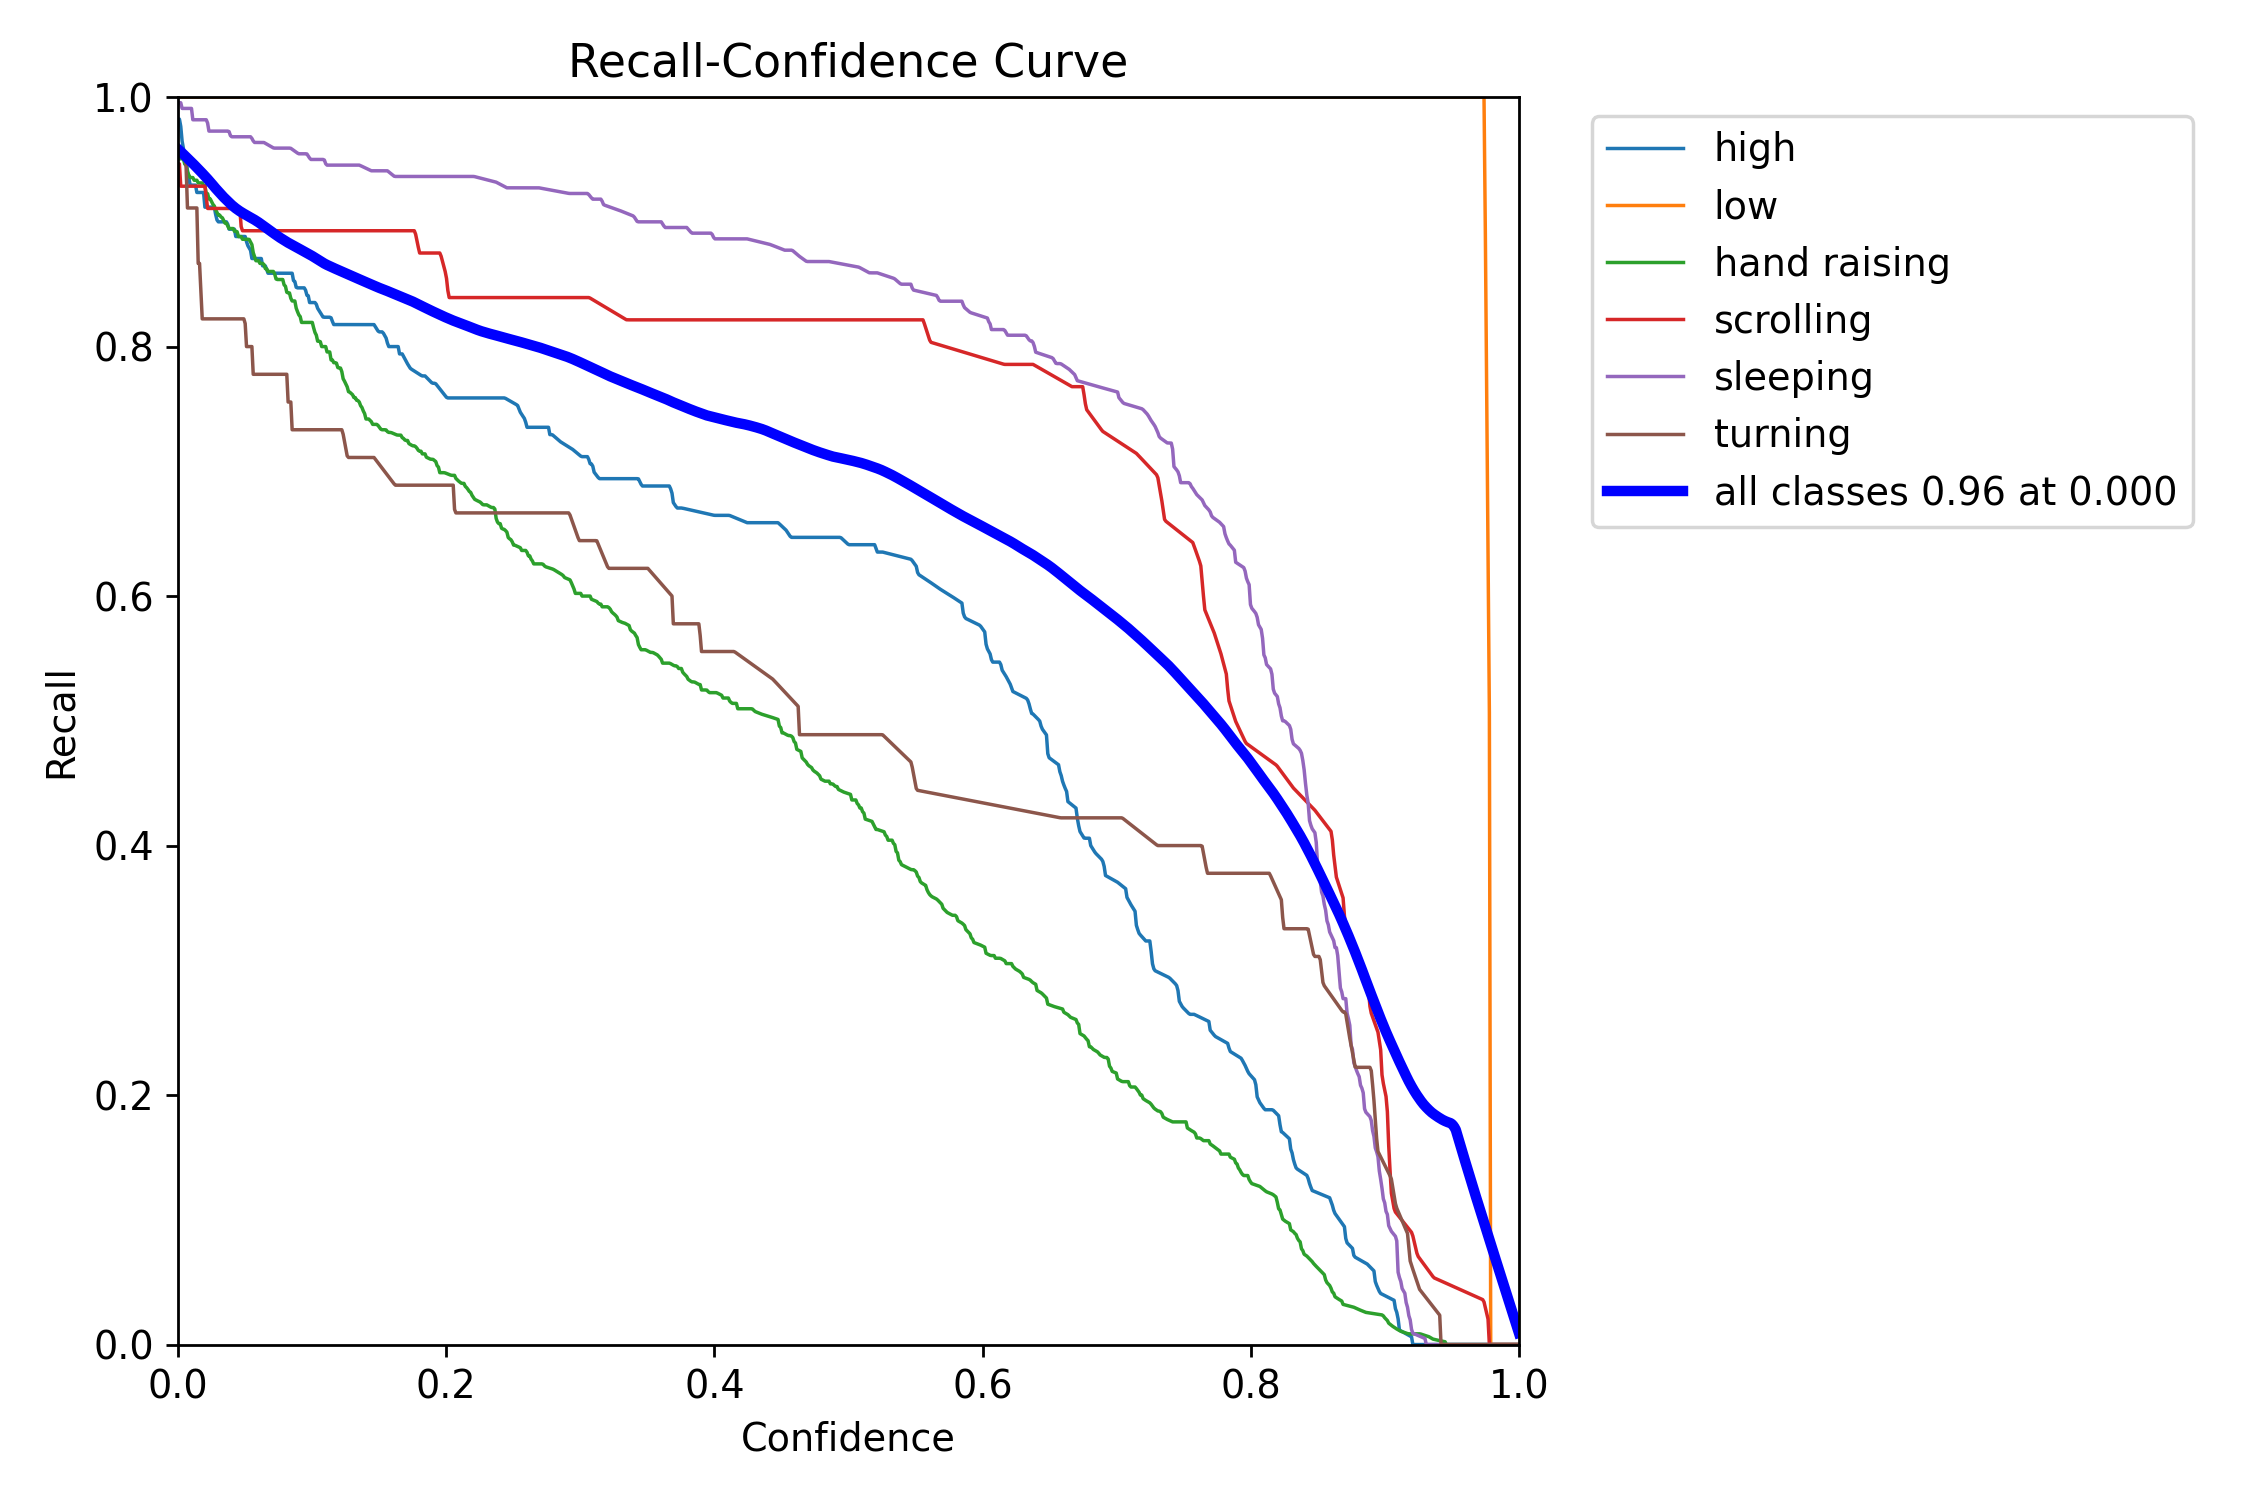 Recall-Confidence Curve
1.0
0.8
0.6
0.4
0.2
0.0
Recall
0.0 0.2 0.4 0.6 0.8 1.0
Confidence
high
low
hand raising
scrolling
sleeping
turning
all classes 0.96 at 0.000